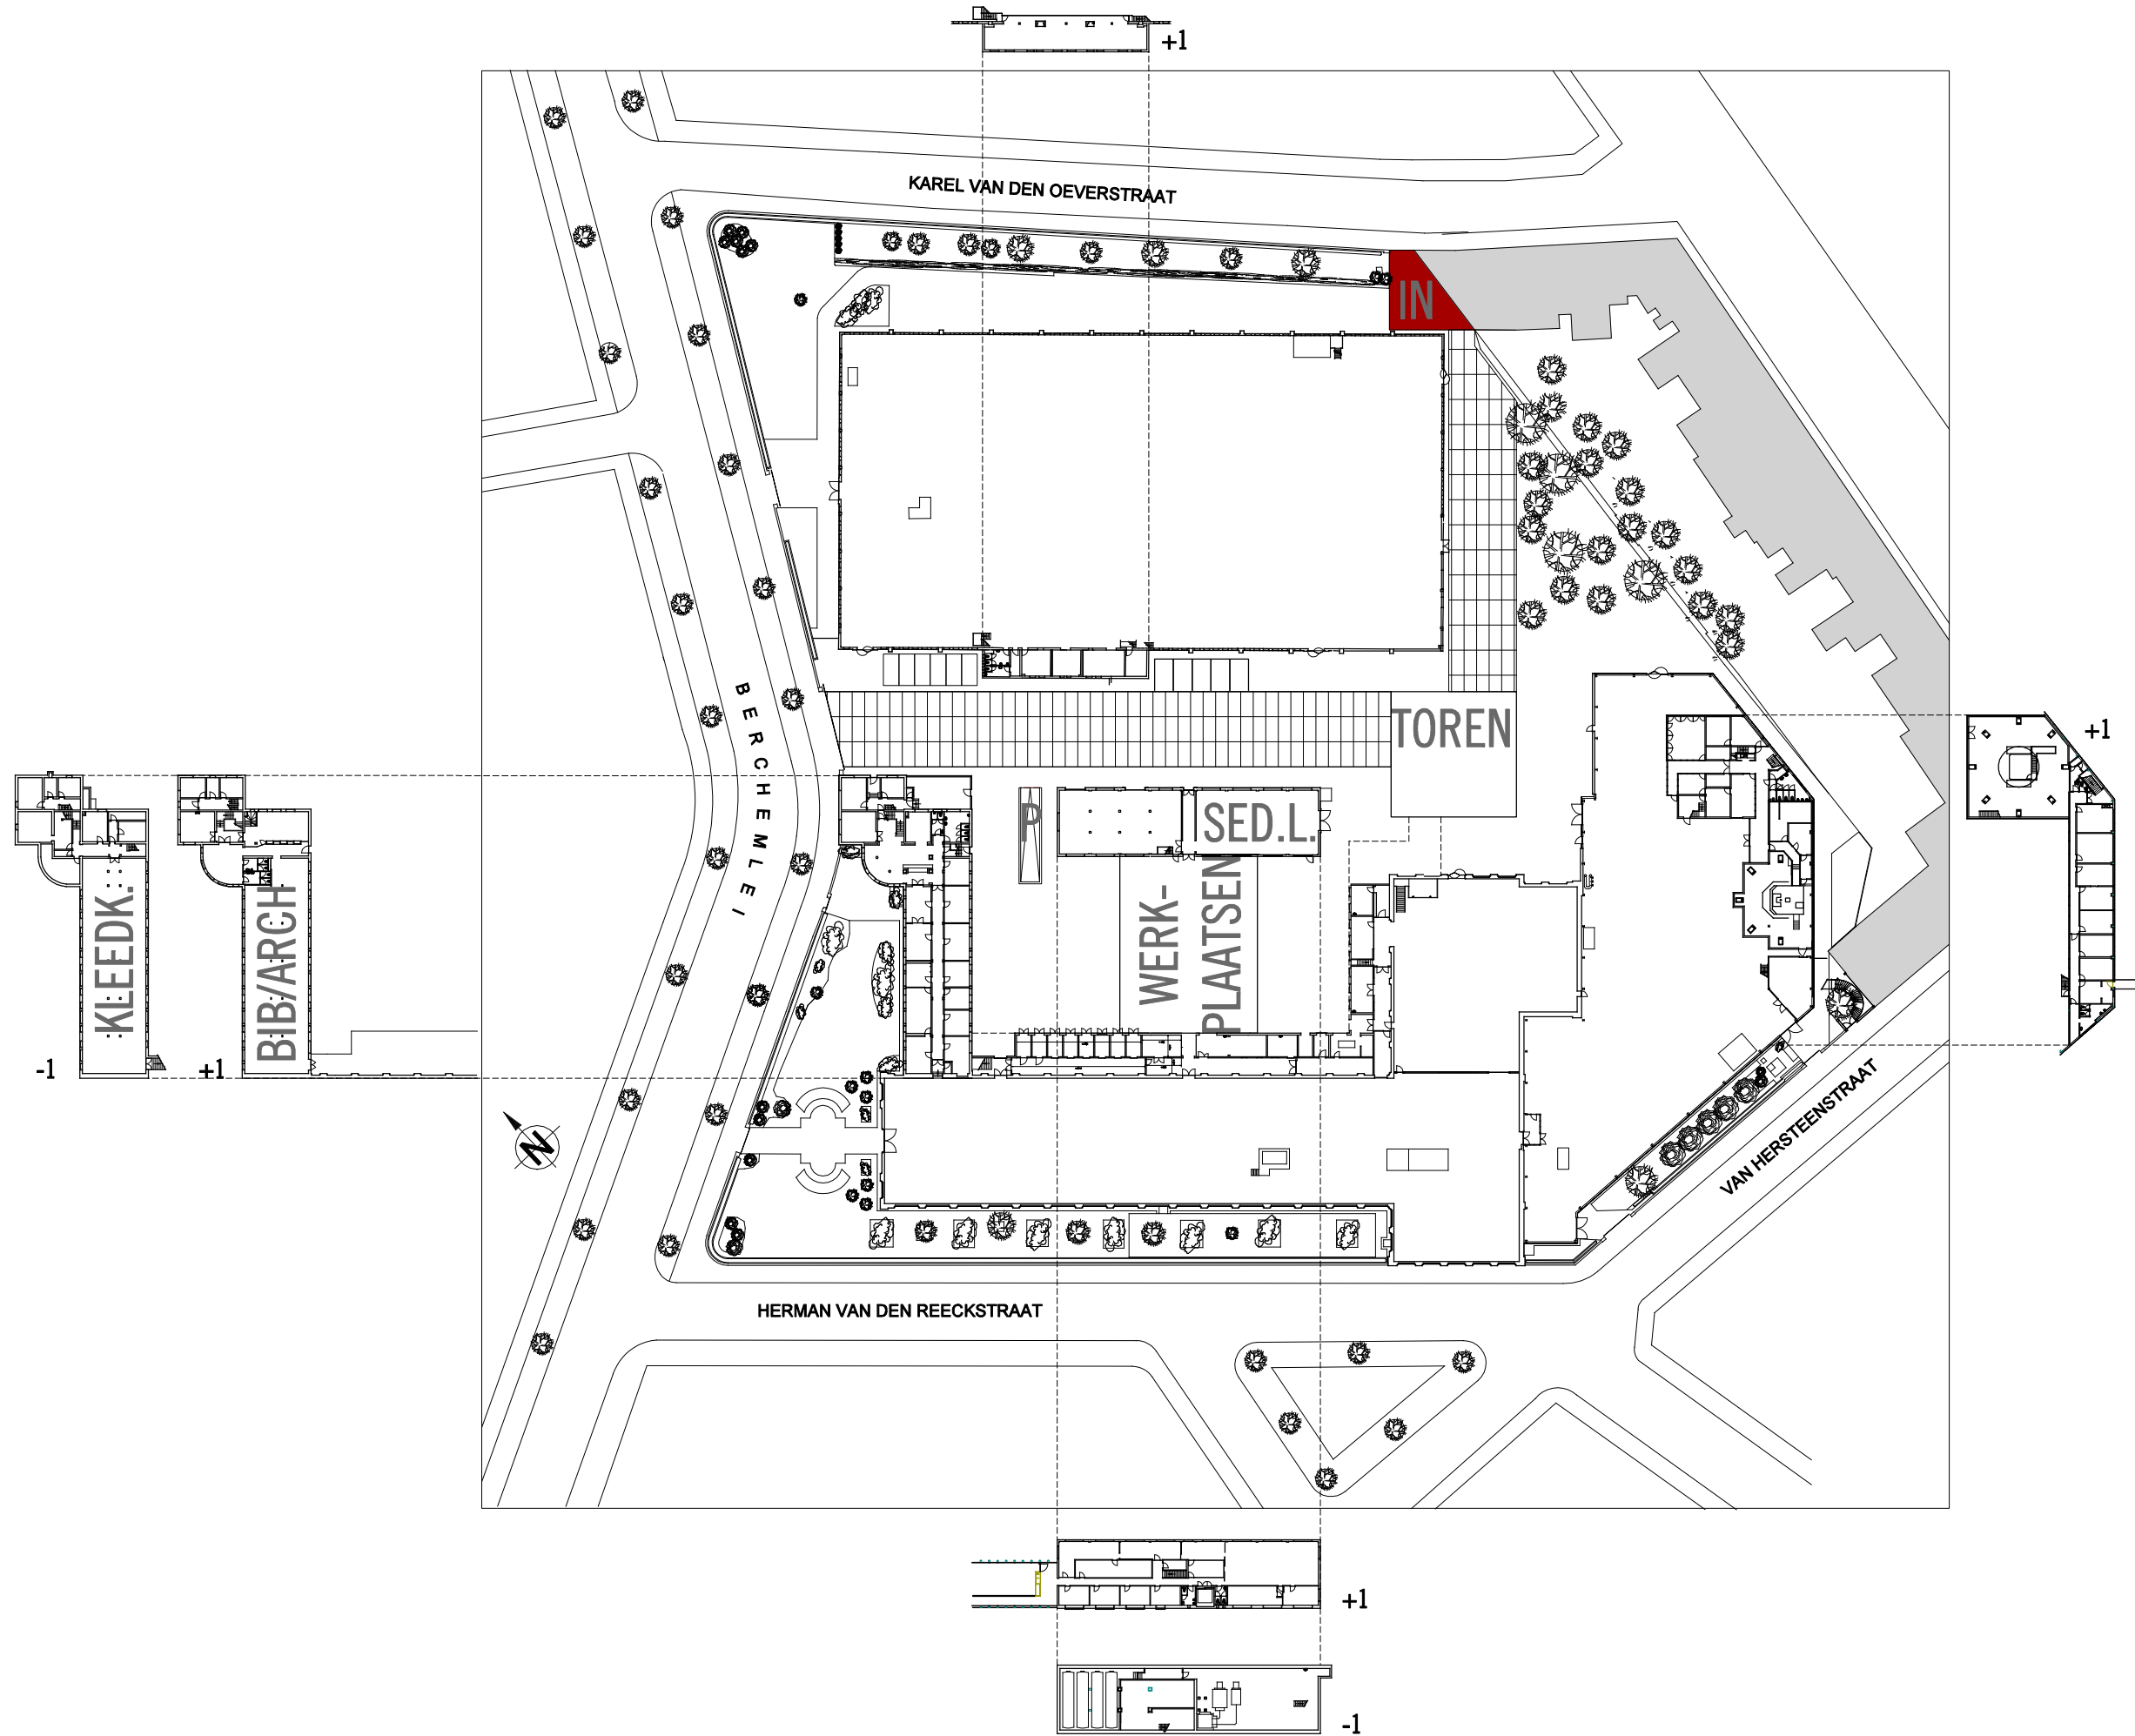 +1
KAREL VAN DEN OEVERSTRAAT
IN
BERCHEMLEI
TOREN
+1
P
SED.L.
WERK-
PLAATSEN
KLEEDK.
BIB/ARCH
-1
+1
N
VAN HERSTEENSTRAAT
HERMAN VAN DEN REECKSTRAAT
+1
-1